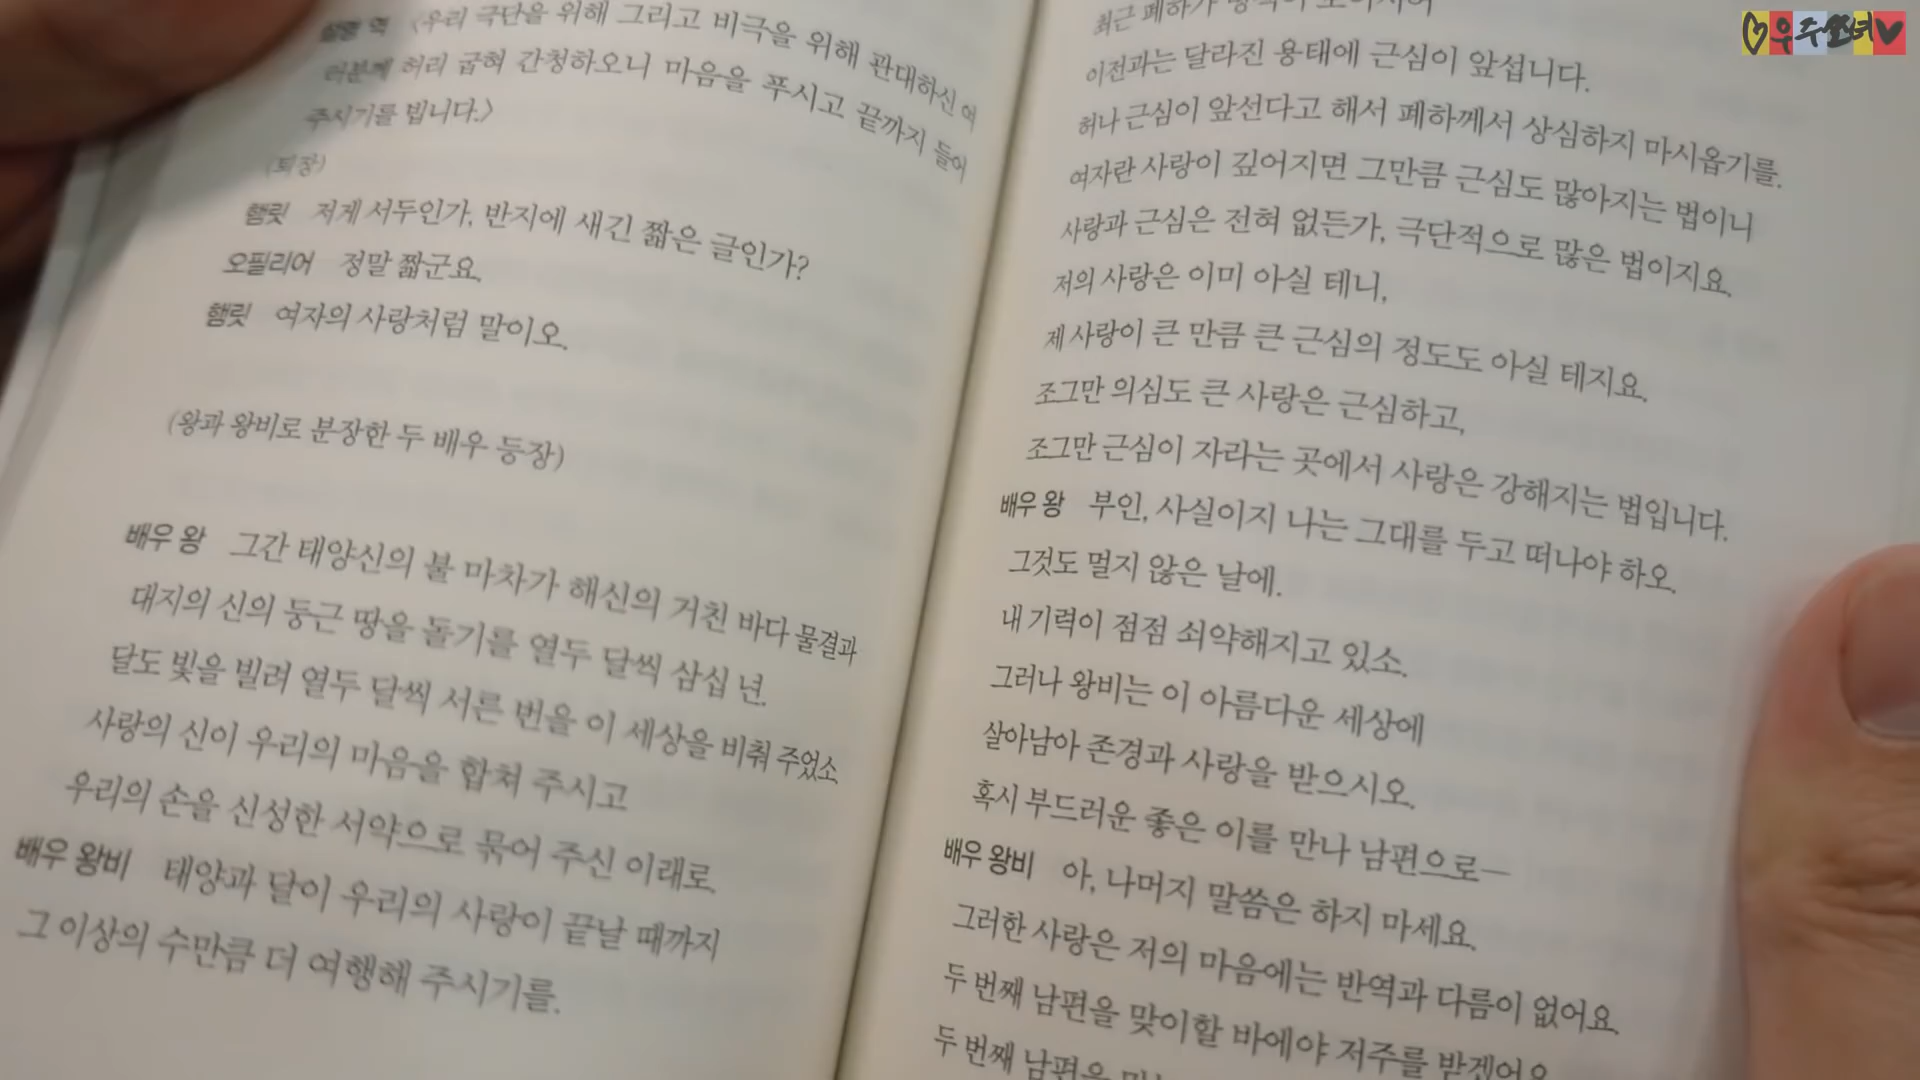 역 〈우리 극단을 위해 그리고 비극을 위해 관대하신 여
러분께 허리 굽혀 간청하오니 마음을 푸시고 끝까지 들어
주시기를 빕니다.〉
(퇴장)
햄릿 저게 서두인가, 반지에 새긴 짧은 글인가?
오필리어 정말 짧군요.
햄릿 여자의 사랑처럼 말이오.
(왕과 왕비로 분장한 두 배우 등장)
배우 왕 그간 태양신의 불 마차가 해신의 거친 바다 물결과
대지의 신의 둥근 땅을 돌기를 열두 달씩 삼십 년.
달도 빛을 빌려 열두 달씩 서른 번을 이 세상을 비춰 주었소.
사랑의 신이 우리의 마음을 합쳐 주시고
우리의 손을 신성한 서약으로 묶어 주신 이래로.
배우 왕비 태양과 달이 우리의 사랑이 끝날 때까지
그 이상의 수만큼 더 여행해 주시기를.
최근 폐하가
이전과는 달라진 용태에 근심이 앞섭니다.
허나 근심이 앞선다고 해서 폐하께서 상심하지 마시옵기를.
여자란 사랑이 깊어지면 그만큼 근심도 많아지는 법이니
사랑과 근심은 전혀 없든가, 극단적으로 많은 법이지요.
저의 사랑은 이미 아실 테니,
제 사랑이 큰 만큼 큰 근심의 정도도 아실 테지요.
조그만 의심도 큰 사랑은 근심하고,
조그만 근심이 자라는 곳에서 사랑은 강해지는 법입니다.
배우 왕 부인, 사실이지 나는 그대를 두고 떠나야 하오.
그것도 멀지 않은 날에.
내 기력이 점점 쇠약해지고 있소.
그러나 왕비는 이 아름다운 세상에
살아남아 존경과 사랑을 받으시오.
혹시 부드러운 좋은 이를 만나 남편으로—
배우 왕비 아, 나머지 말씀은 하지 마세요.
그러한 사랑은 저의 마음에는 반역과 다름이 없어요.
두 번째 남편을 맞이할 바에야 저주를 받겠어요
두 번째 남편은
우주소녀